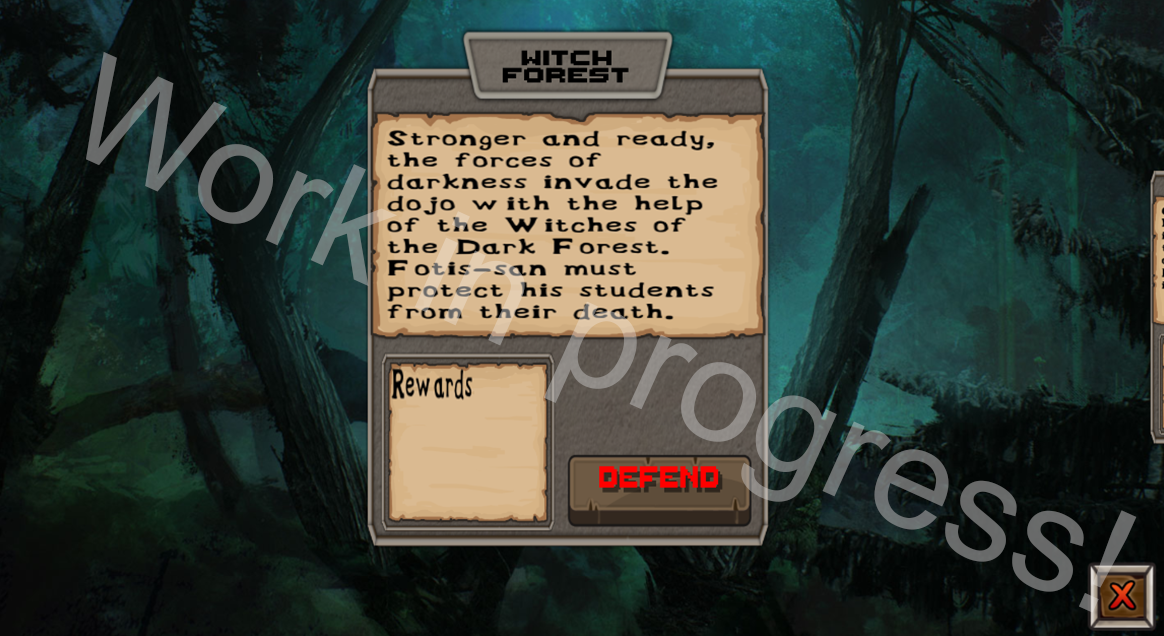 WITCH
FOREST
Stronger and ready,
the forces of
darkness invade the
dojo with the help
of the Witches of
the Dark Forest.
Fotis-san must
protect his students
from their death.
Rewards
DEFEND
Work in progress!
X